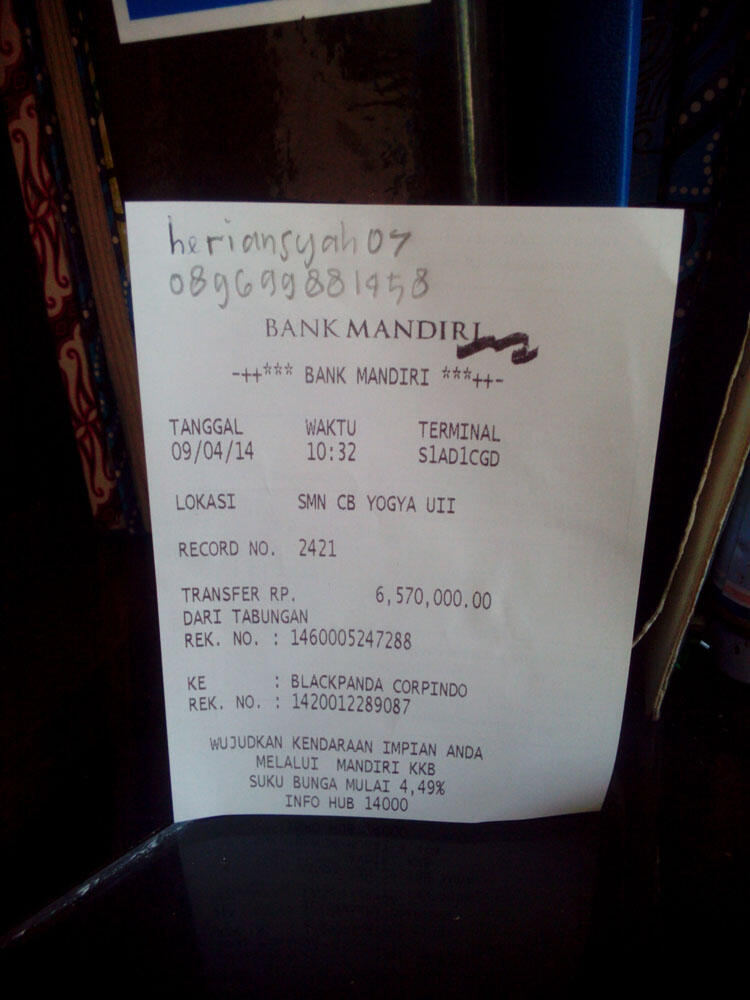 heriansyah07
089699881458
BANK MANDIRI
-++*** BANK MANDIRI ***++-
TANGGAL WAKTU TERMINAL
09/04/14 10:32 S1AD1CGD
LOKASI SMN CB YOGYA UII
RECORD NO. 2421
TRANSFER RP. 6,570,000.00
DARI TABUNGAN
REK. NO. : 1460005247288
KE : BLACKPANDA CORPINDO
REK. NO. : 1420012289087
WUJUDKAN KENDARAAN IMPIAN ANDA
MELALUI MANDIRI KKB
SUKU BUNGA MULAI 4,49%
INFO HUB 14000